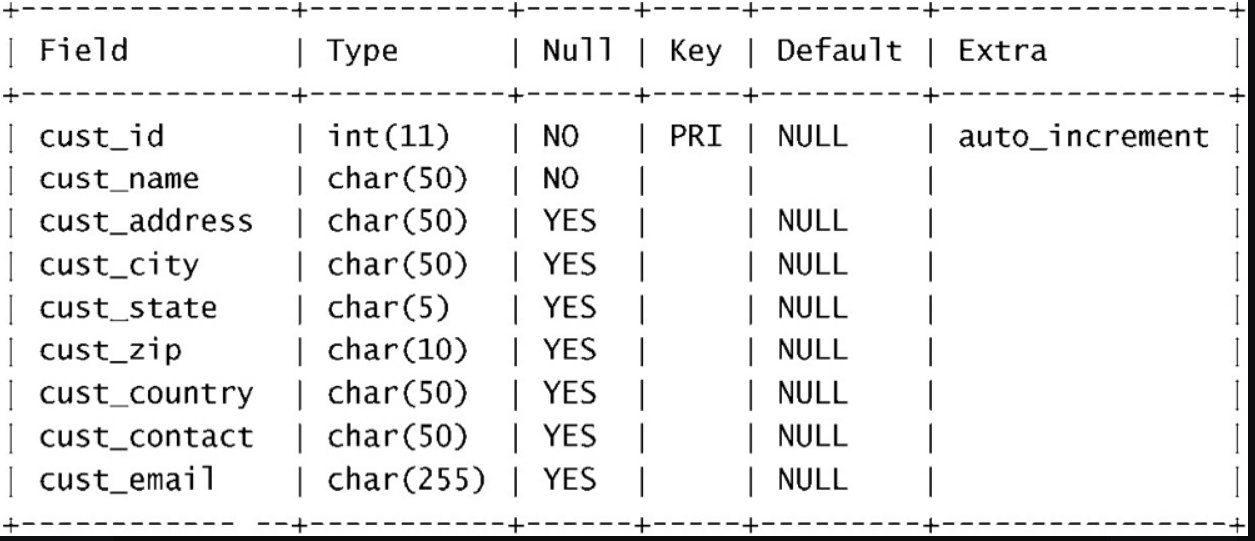 +---------------+-----------+------+-----+---------+----------------+
| Field         | Type      | Null | Key | Default | Extra          |
+---------------+-----------+------+-----+---------+----------------+
| cust_id       | int(11)   | NO   | PRI | NULL    | auto_increment |
| cust_name     | char(50)  | NO   |     |         |                |
| cust_address  | char(50)  | YES  |     | NULL    |                |
| cust_city     | char(50)  | YES  |     | NULL    |                |
| cust_state    | char(5)   | YES  |     | NULL    |                |
| cust_zip      | char(10)  | YES  |     | NULL    |                |
| cust_country  | char(50)  | YES  |     | NULL    |                |
| cust_contact  | char(50)  | YES  |     | NULL    |                |
| cust_email    | char(255) | YES  |     | NULL    |                |
+------------- --+-----------+------+-----+---------+----------------+